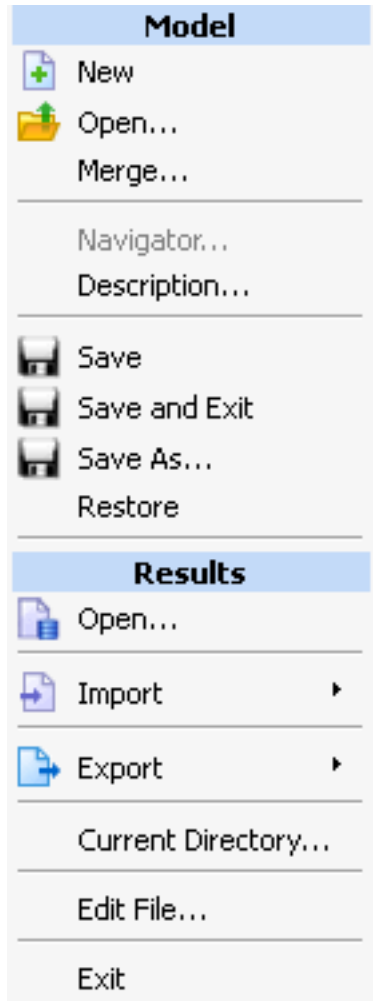 Model
New
Open...
Merge...
Navigator...
Description...
Save
Save and Exit
Save As...
Restore
Results
Open...
Import
Export
Current Directory...
Edit File...
Exit